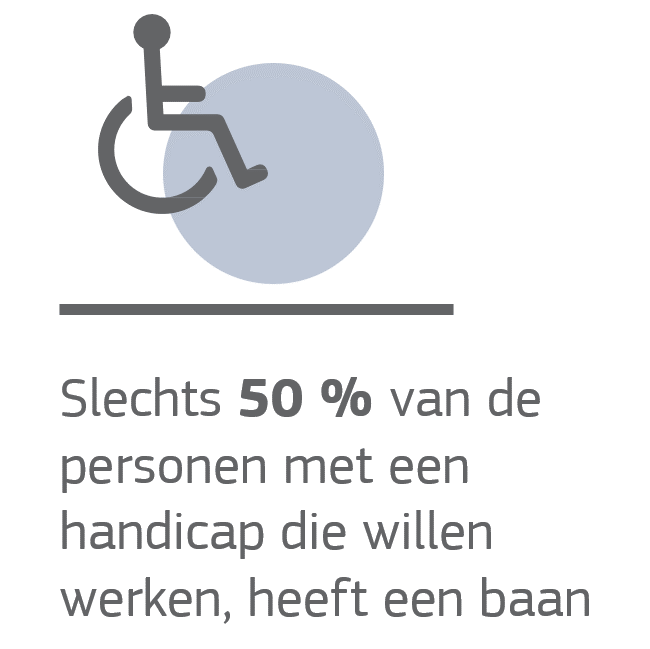 Slechts 50 % van de
personen met een
handicap die willen
werken, heeft een baan